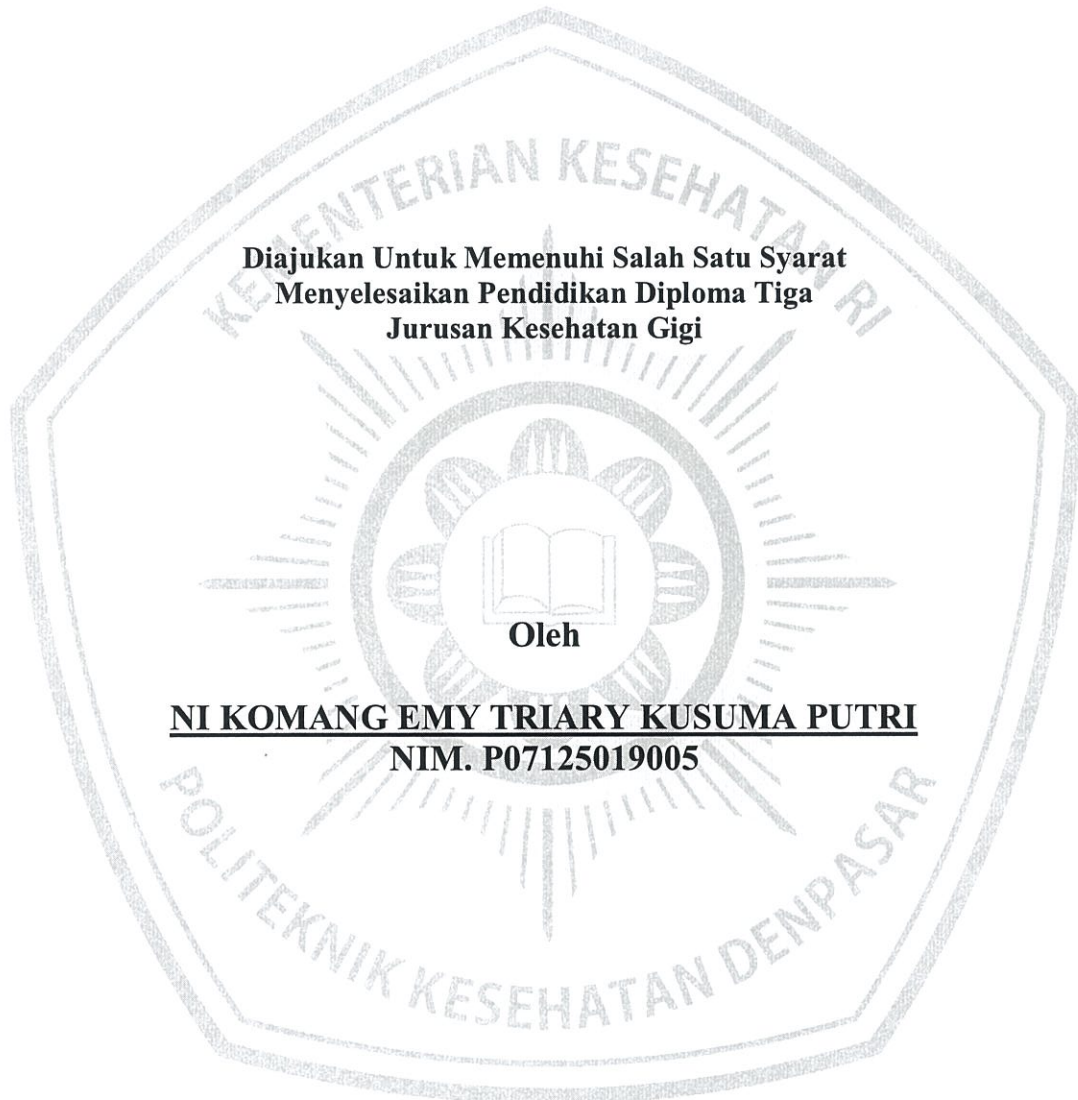 KEMENTERIAN KESEHATAN RI
Diajukan Untuk Memenuhi Salah Satu Syarat
Menyelesaikan Pendidikan Diploma Tiga
Jurusan Kesehatan Gigi
Oleh
NI KOMANG EMY TRIARY KUSUMA PUTRI
NIM. P07125019005
POLITEKNIK KESEHATAN DENPASAR